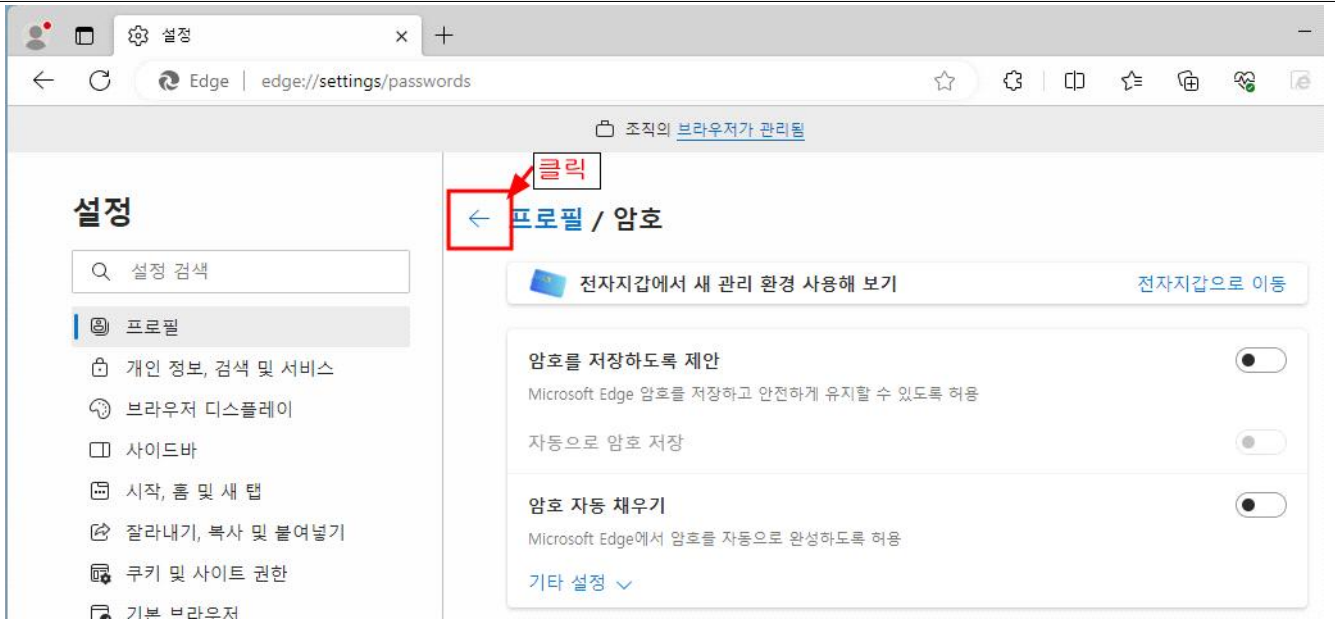 설정
Edge
edge://settings/passwords
조직의 브라우저가 관리됨
클릭
설정
프로필 / 암호
설정 검색
전자지갑에서 새 관리 환경 사용해 보기
전자지갑으로 이동
프로필
개인 정보, 검색 및 서비스
브라우저 디스플레이
사이드바
시작, 홈 및 새 탭
잘라내기, 복사 및 붙여넣기
쿠키 및 사이트 권한
기본 브라우저
암호를 저장하도록 제안
Microsoft Edge 암호를 저장하고 안전하게 유지할 수 있도록 허용
자동으로 암호 저장
암호 자동 채우기
Microsoft Edge에서 암호를 자동으로 완성하도록 허용
기타 설정